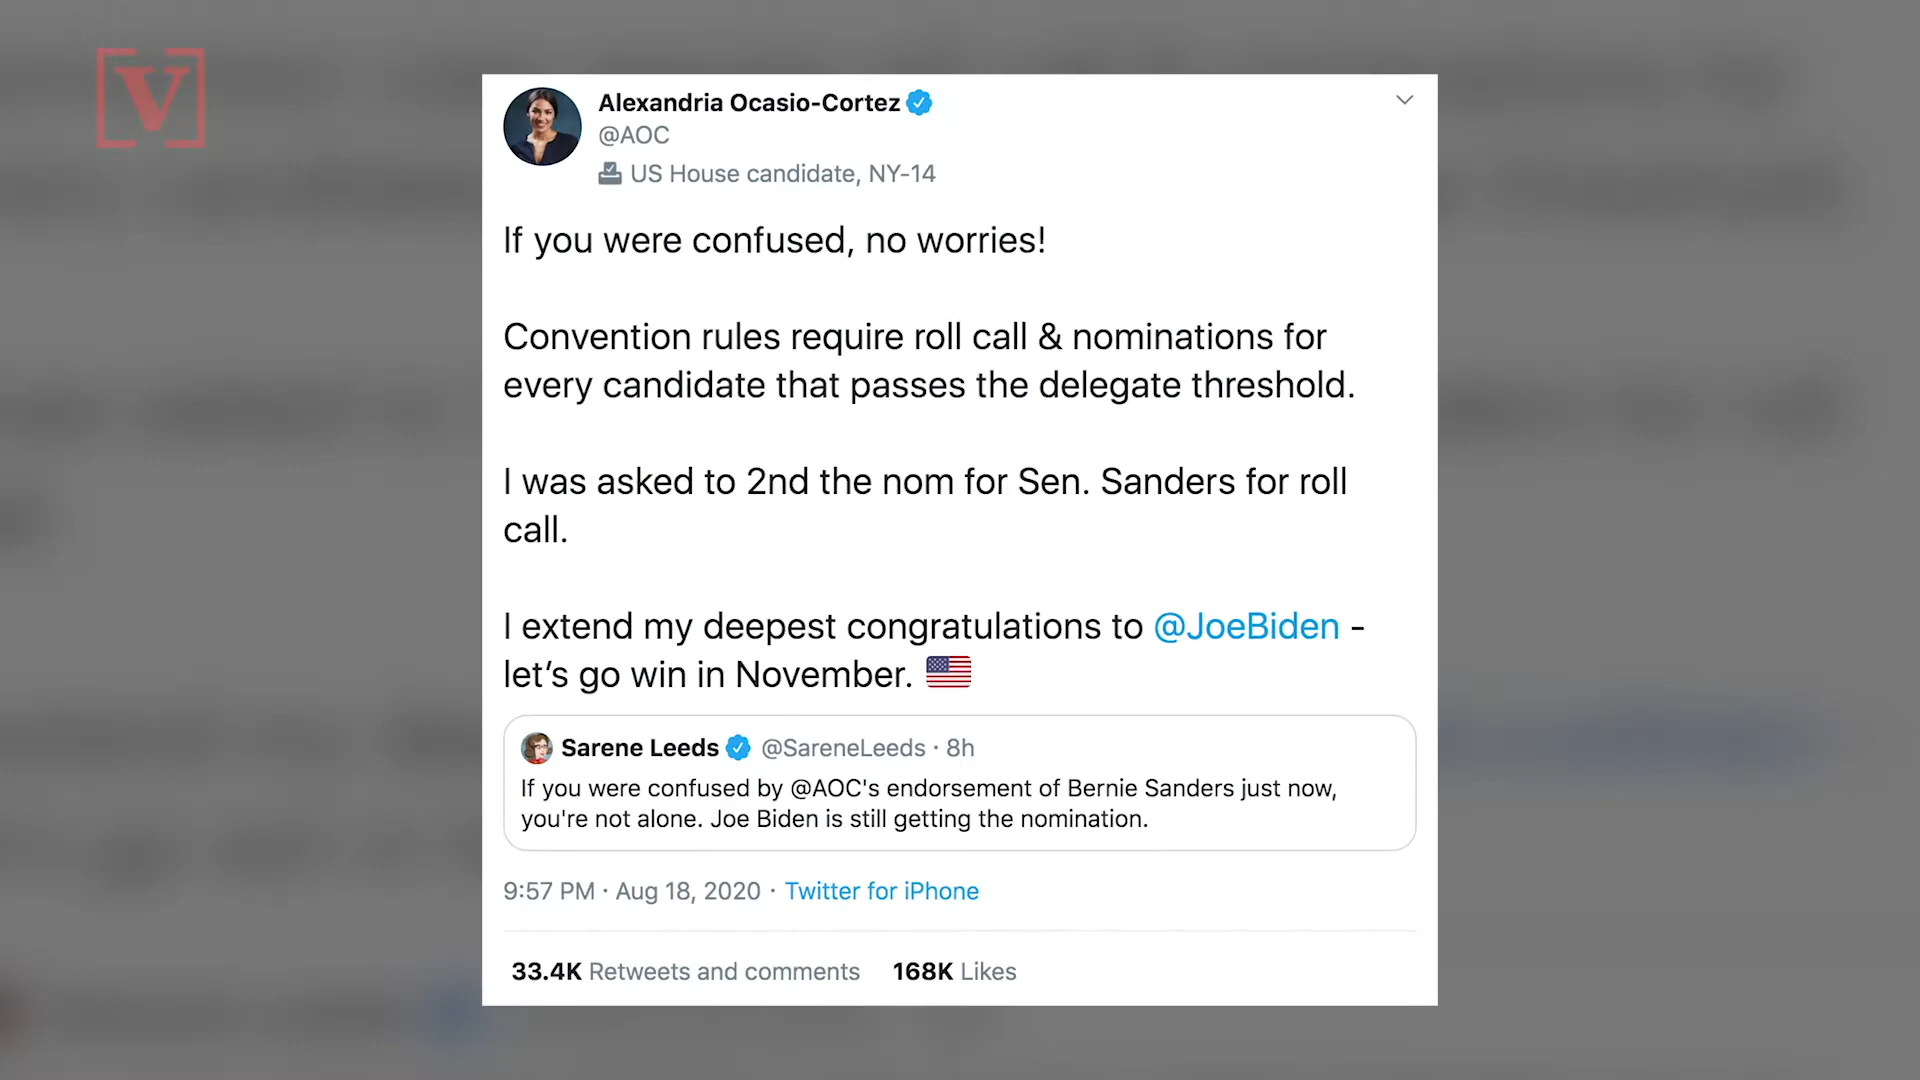 V
Alexandria Ocasio-Cortez
@AOC
US House candidate, NY-14
If you were confused, no worries!
Convention rules require roll call & nominations for
every candidate that passes the delegate threshold.
I was asked to 2nd the nom for Sen. Sanders for roll
call.
I extend my deepest congratulations to @JoeBiden -
let’s go win in November. 🇺🇸
Sarene Leeds @SareneLeeds · 8h
If you were confused by @AOC's endorsement of Bernie Sanders just now,
you're not alone. Joe Biden is still getting the nomination.
9:57 PM · Aug 18, 2020 · Twitter for iPhone
33.4K Retweets and comments 168K Likes